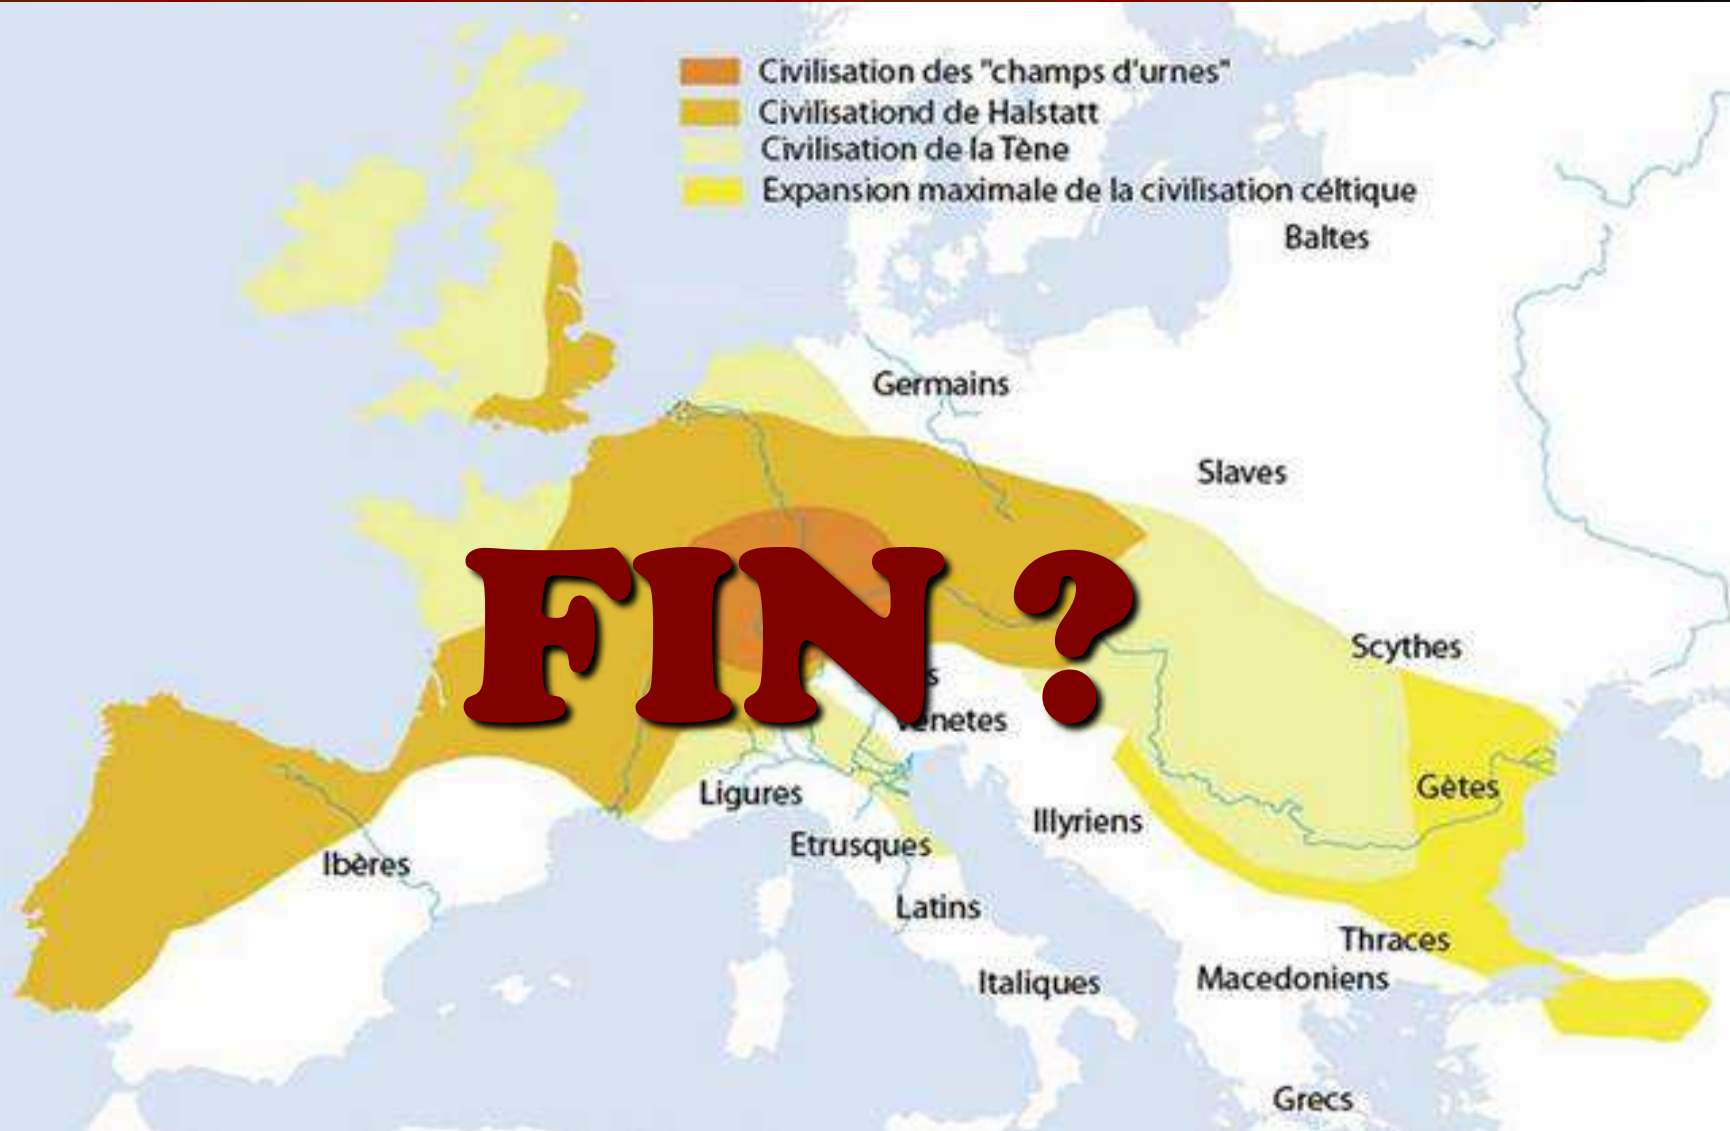 Civilisation des "champs d'urnes"
Civilisationd de Halstatt
Civilisation de la Tène
Expansion maximale de la civilisation céltique
Baltes
Germains
Slaves
FIN ?
Scythes
Venetes
Gètes
Ligures
Illyriens
Etrusques
Ibères
Latins
Thraces
Italiques
Macedoniens
Grecs